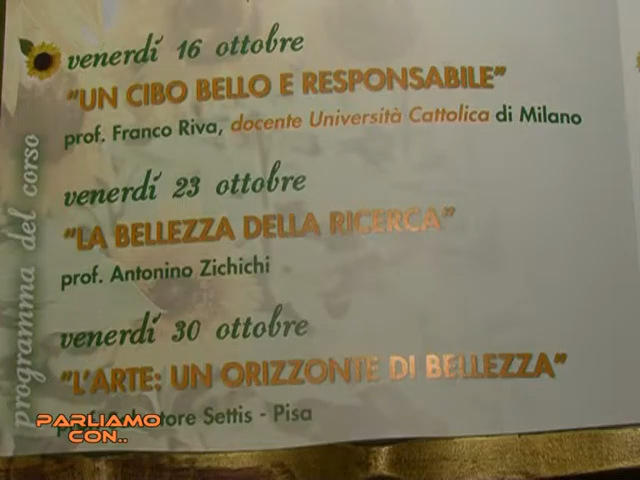 venerdí 16 ottobre
"UN CIBO BELLO E RESPONSABILE"
prof. Franco Riva, docente Università Cattolica di Milano
venerdí 23 ottobre
"LA BELLEZZA DELLA RICERCA"
prof. Antonino Zichichi
venerdí 30 ottobre
"L'ARTE: UN ORIZZONTE DI BELLEZZA"
Settis - Pisa
programma del corso
PARLIAMO
CON..